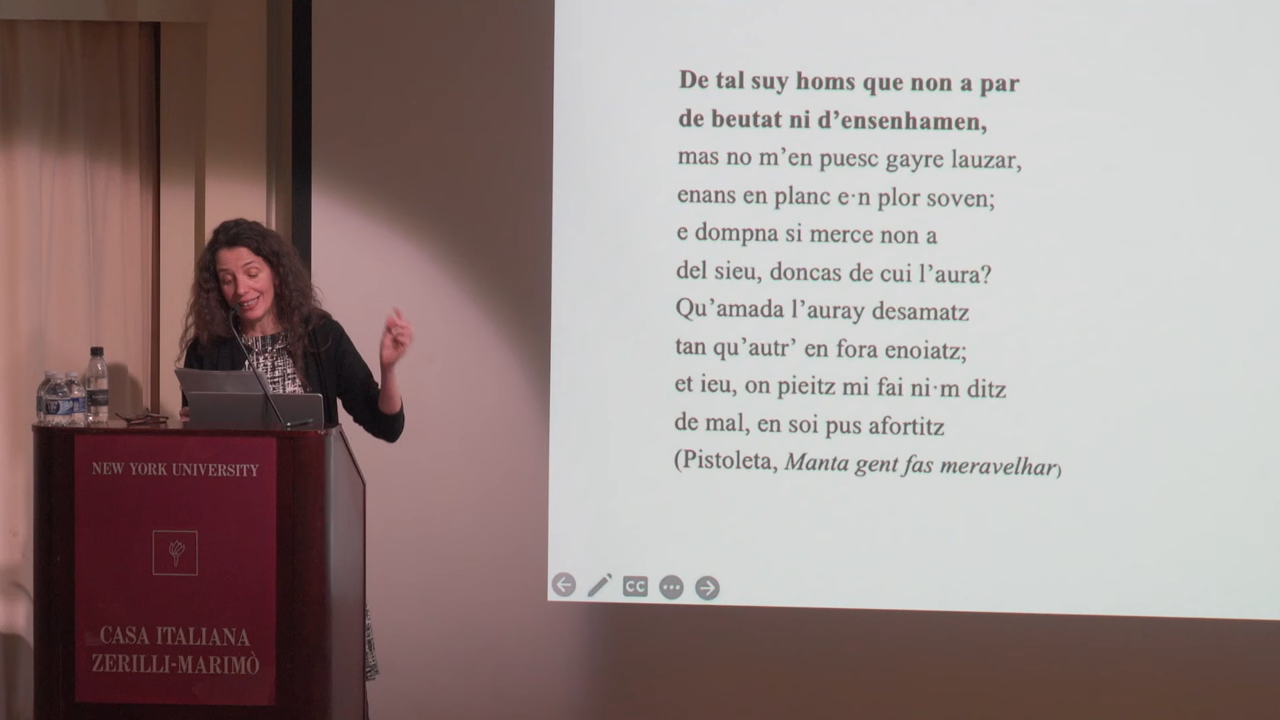 De tal suy homs que non a par
de beutat ni d’ensenhamen,
mas no m’en puesc gayre lauzar,
enans en planc e·n plor soven;
e dompna si merce non a
del sieu, doncas de cui l’aura?
Qu’amada l’auray desamatz
tan qu’autr’ en fora enoiatz;
et ieu, on pieitz mi fai ni·m ditz
de mal, en soi pus afortitz
(Pistoleta, Manta gent fas meravelhar)
CC
NEW YORK UNIVERSITY
CASA ITALIANA
ZERILLI-MARIMÒ